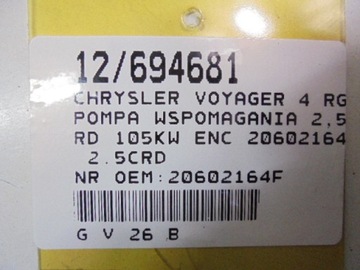 12/694681
CHRYSLER VOYAGER 4 RG
POMPA WSPOMAGANIA 2,5
RD 105KW ENC 20602164
2.5CRD
NR OEM:20602164F
G V 26 B